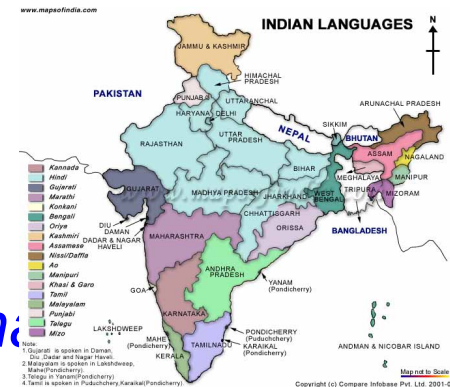 www.mapsofindia.com
INDIAN LANGUAGES
N
JAMMU & KASHMIR
HIMACHAL
PRADESH
PAKISTAN
PUNJAB
UTTARANCHAL
HARYANA
DELHI
ARUNACHAL PRADESH
SIKKIM
NEPAL
BHUTAN
RAJASTHAN
UTTAR
PRADESH
ASSAM
NAGALAND
BIHAR
MEGHALAYA
MANIPUR
Kannada
Hindi
Gujarati
Marathi
Konkani
Bengali
Oriya
Kashmiri
Assamese
Nissi/Daffla
Ao
Manipuri
Khasi & Garo
Tamil
Malayalam
Punjabi
Telagu
Mizo
GUJARAT
MADHYA PRADESH
JHARKHAND
WEST
BENGAL
TRIPURA
MIZORAM
CHHATTISGARH
BANGLADESH
DIU
DAMAN
DADAR & NAGAR
HAVELI
MAHARASHTRA
ORISSA
ANDHRA
PRADESH
YANAM
(Pondicherry)
GOA
KARNATAKA
LAKSHDWEEP
MAHE
(Pondicherry)
PONDICHERRY
(Puduchchery)
KARAIKAL
(Pondicherry)
TAMILNADU
KERALA
ANDMAN & NICOBAR ISLAND
Note:
1.Gujarati is spoken in Daman,
Diu ,Dadar and Nagar Haveli.
2.Malayalam is spoken in Lakshdweep,
Mahe(Pondicherry).
3.Telegu in Yanam(Pondicherry)
4.Tamil is spoken in Puduchchery,Karaikal(Pondicherry).
Map not to Scale
Copyright (c) Compare Infobase Pvt. Ltd. 2001-0